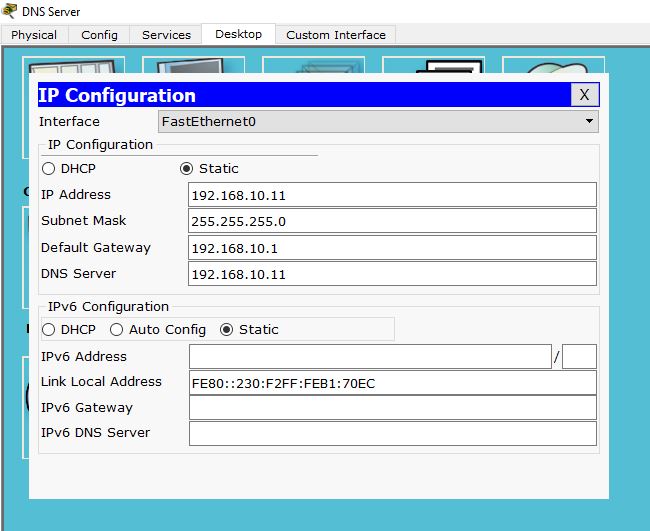 DNS Server
Physical Config Services Desktop Custom Interface
IP Configuration X
Interface FastEthernet0
IP Configuration
DHCP Static
IP Address 192.168.10.11
Subnet Mask 255.255.255.0
Default Gateway 192.168.10.1
DNS Server 192.168.10.11
IPv6 Configuration
DHCP Auto Config Static
IPv6 Address /
Link Local Address FE80::230:F2FF:FEB1:70EC
IPv6 Gateway
IPv6 DNS Server